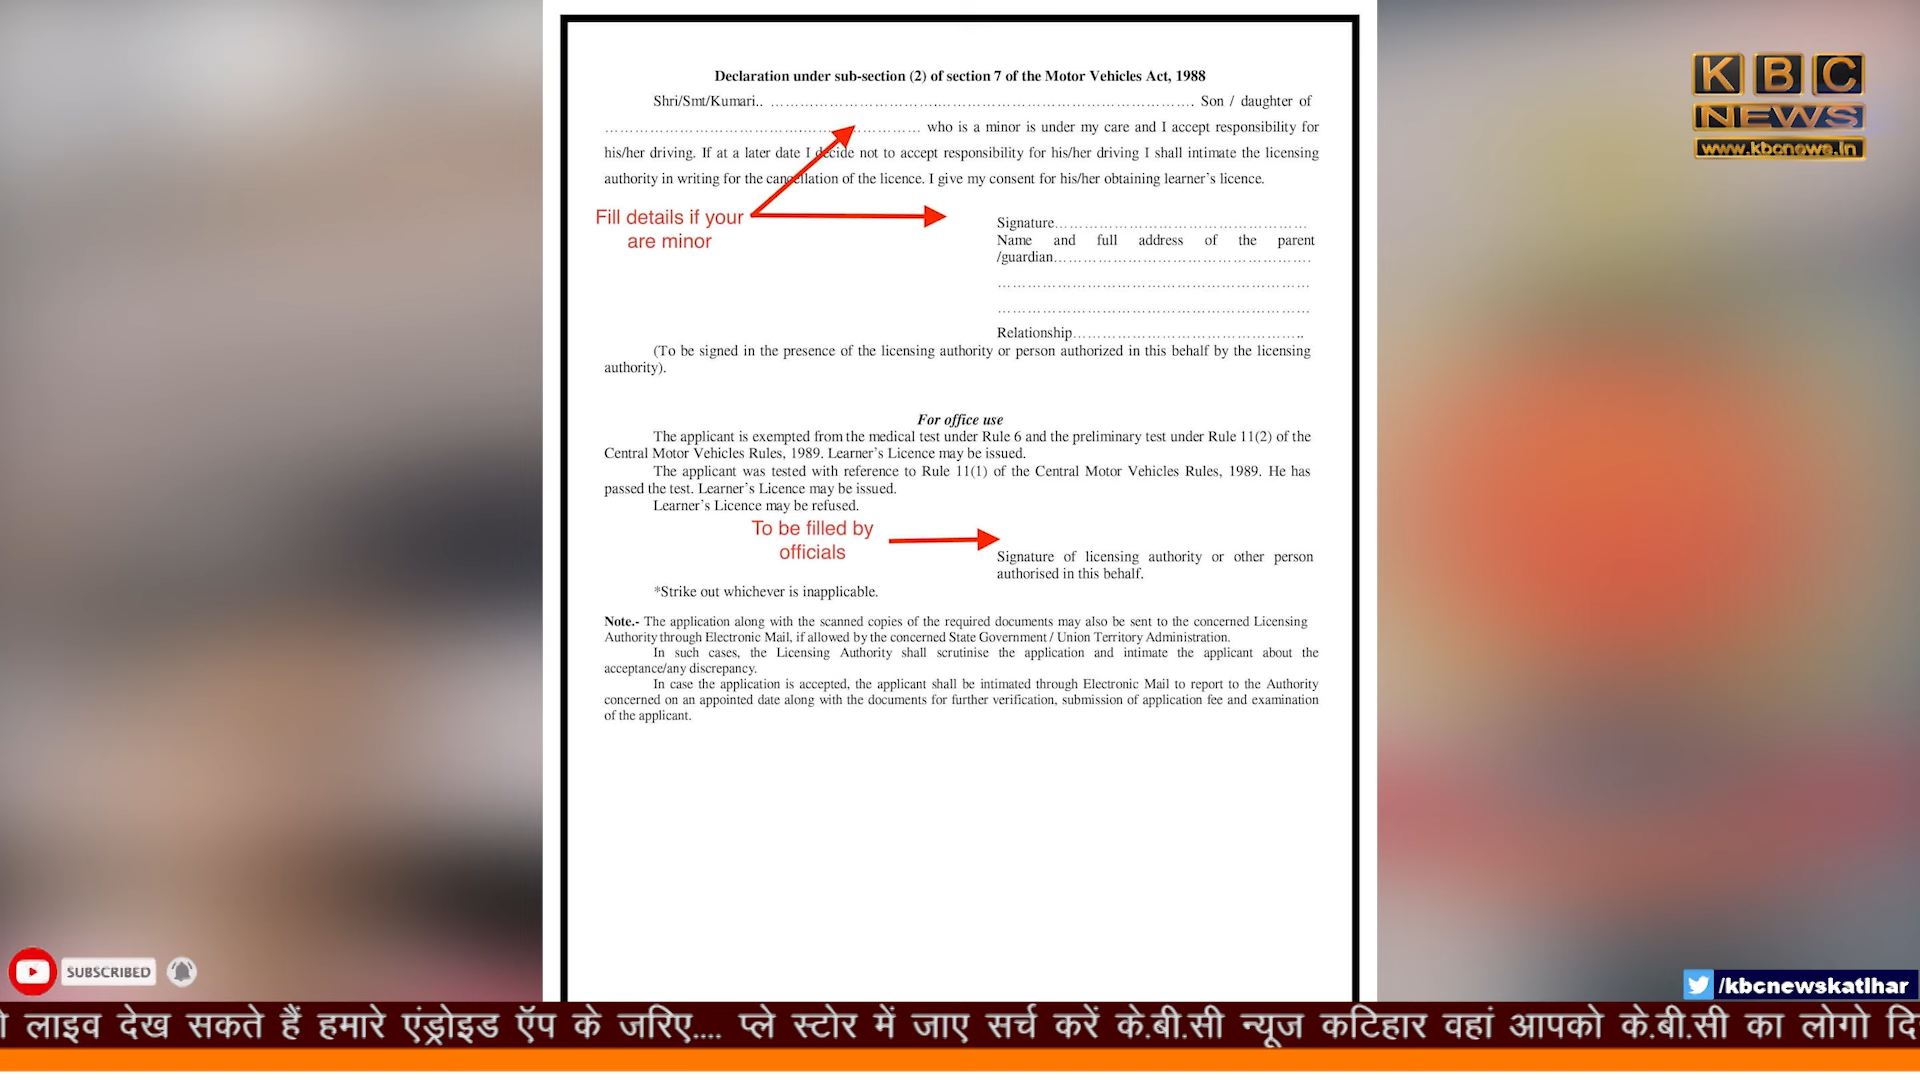 Declaration under sub-section (2) of section 7 of the Motor Vehicles Act, 1988
Shri/Smt/Kumari.. …………………………….……………………………………………. Son / daughter of
………………………………….………………… who is a minor is under my care and I accept responsibility for
his/her driving. If at a later date I decide not to accept responsibility for his/her driving I shall intimate the licensing
authority in writing for the cancellation of the licence. I give my consent for his/her obtaining learner’s licence.
Fill details if your
are minor
Signature……………………………………………
Name and full address of the parent
/guardian…………………………………………….
………………………………………………………
………………………………………………………
Relationship………………………………………..
(To be signed in the presence of the licensing authority or person authorized in this behalf by the licensing
authority).
For office use
The applicant is exempted from the medical test under Rule 6 and the preliminary test under Rule 11(2) of the
Central Motor Vehicles Rules, 1989. Learner’s Licence may be issued.
The applicant was tested with reference to Rule 11(1) of the Central Motor Vehicles Rules, 1989. He has
passed the test. Learner’s Licence may be issued.
Learner’s Licence may be refused.
To be filled by
officials
Signature of licensing authority or other person
authorised in this behalf.
*Strike out whichever is inapplicable.
Note.- The application along with the scanned copies of the required documents may also be sent to the concerned Licensing
Authority through Electronic Mail, if allowed by the concerned State Government / Union Territory Administration.
In such cases, the Licensing Authority shall scrutinise the application and intimate the applicant about the
acceptance/any discrepancy.
In case the application is accepted, the applicant shall be intimated through Electronic Mail to report to the Authority
concerned on an appointed date along with the documents for further verification, submission of application fee and examination
of the applicant.
KBC
NEWS
www.kbcnews.in
SUBSCRIBED
/kbcnewskatihar
लाइव देख सकते हैं हमारे एंड्रोइड ऍप के जरिए.... प्ले स्टोर में जाए सर्च करें के.बी.सी न्यूज कटिहार वहां आपको के.बी.सी का लोगो